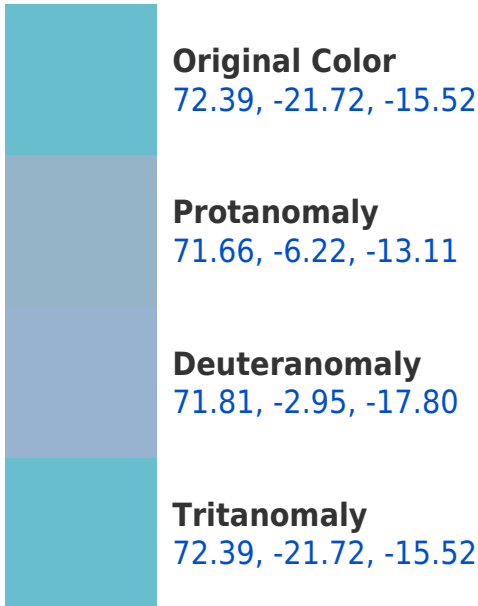 Original Color
72.39, -21.72, -15.52
Protanomaly
71.66, -6.22, -13.11
Deuteranomaly
71.81, -2.95, -17.80
Tritanomaly
72.39, -21.72, -15.52